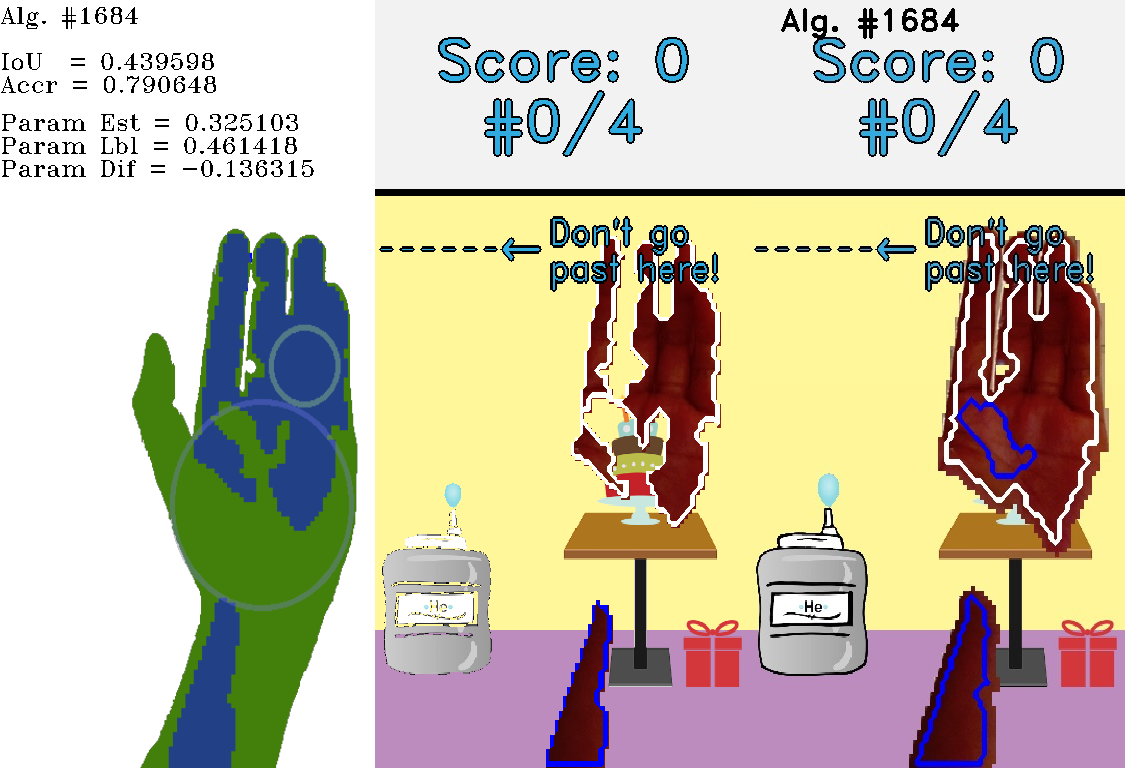 Alg. #1684
IoU = 0.439598
Accr = 0.790648
Param Est = 0.325103
Param Lbl = 0.461418
Param Dif = −0.136315
Score: 0
#0/4
Don't go
past here!
He
Alg. #1684
Score: 0
#0/4
Don't go
past here!
He